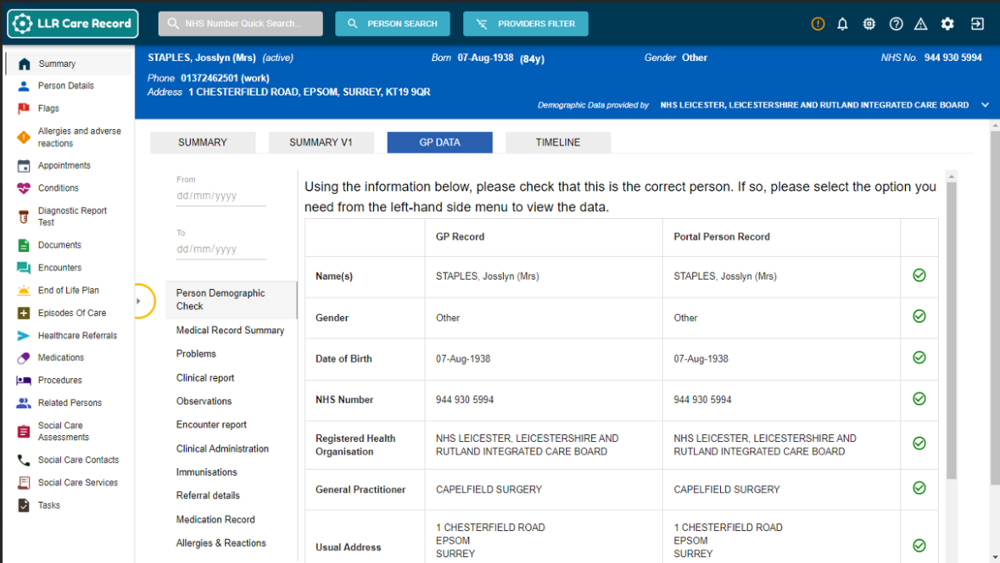 LLR Care Record
NHS Number Quick Search...
PERSON SEARCH
PROVIDERS FILTER
STAPLES, Josslyn (Mrs) (active)
Born 07-Aug-1938 (84y)
Gender Other
NHS No. 944 930 5994
Phone 01372462501 (work)
Address 1 CHESTERFIELD ROAD, EPSOM, SURREY, KT19 9QR
Demographic Data provided by NHS LEICESTER, LEICESTERSHIRE AND RUTLAND INTEGRATED CARE BOARD
Summary
Person Details
Flags
Allergies and adverse
reactions
Appointments
Conditions
Diagnostic Report
Test
Documents
Encounters
End of Life Plan
Episodes Of Care
Healthcare Referrals
Medications
Procedures
Related Persons
Social Care
Assessments
Social Care Contacts
Social Care Services
Tasks
SUMMARY
SUMMARY V1
GP DATA
TIMELINE
From
dd/mm/yyyy
To
dd/mm/yyyy
Person Demographic
Check
Medical Record Summary
Problems
Clinical report
Observations
Encounter report
Clinical Administration
Immunisations
Referral details
Medication Record
Allergies & Reactions
Using the information below, please check that this is the correct person. If so, please select the option you
need from the left-hand side menu to view the data.
GP Record
Portal Person Record
Name(s)
STAPLES, Josslyn (Mrs)
STAPLES, Josslyn (Mrs)
Gender
Other
Other
Date of Birth
07-Aug-1938
07-Aug-1938
NHS Number
944 930 5994
944 930 5994
Registered Health
Organisation
NHS LEICESTER, LEICESTERSHIRE AND
RUTLAND INTEGRATED CARE BOARD
NHS LEICESTER, LEICESTERSHIRE AND
RUTLAND INTEGRATED CARE BOARD
General Practitioner
CAPELFIELD SURGERY
CAPELFIELD SURGERY
Usual Address
1 CHESTERFIELD ROAD
EPSOM
SURREY
1 CHESTERFIELD ROAD
EPSOM
SURREY